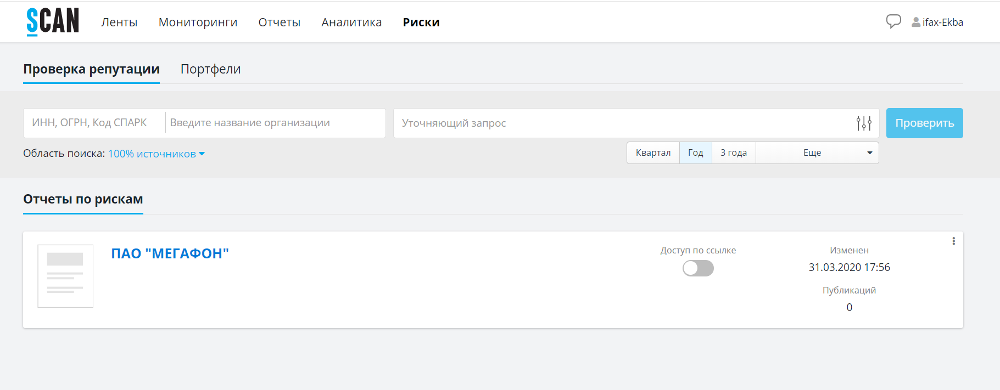 SCAN Ленты Мониторинги Отчеты Аналитика Риски ifax-Ekba
Проверка репутации Портфели
ИНН, ОГРН, Код СПАРК Введите название организации Уточняющий запрос Проверить
Область поиска: 100% источников Квартал Год 3 года Еще
Отчеты по рискам
ПАО "МЕГАФОН" Доступ по ссылке Изменен
31.03.2020 17:56
Публикаций
0